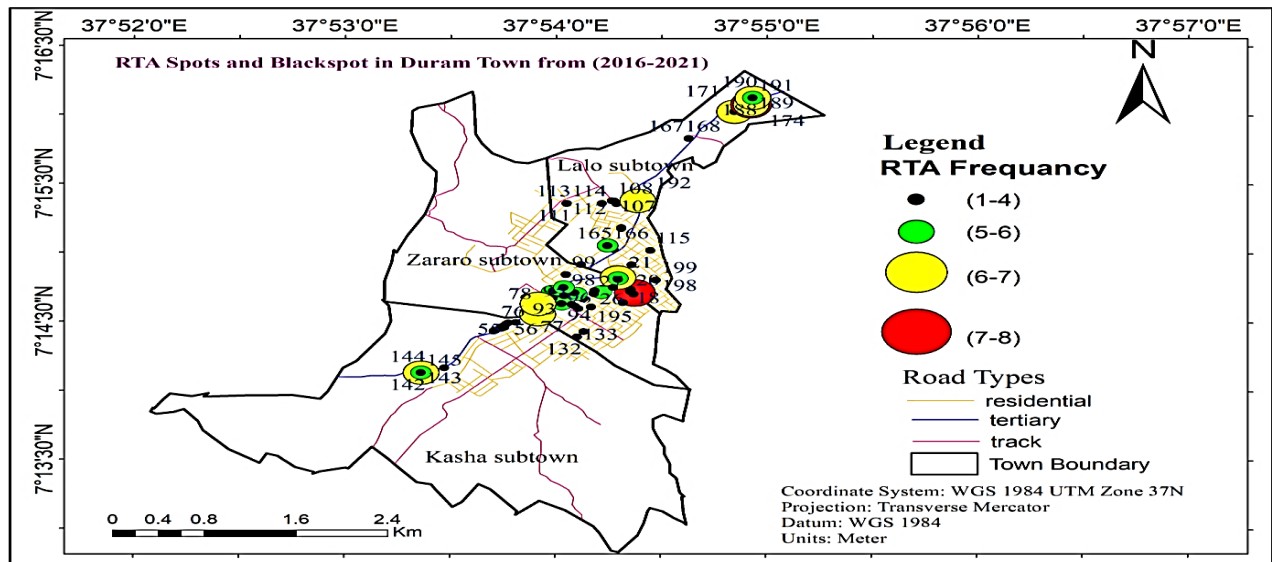 37°52'0"E 37°53'0"E 37°54'0"E 37°55'0"E 37°56'0"E 37°57'0"E
7°16'30"N
7°15'30"N
7°14'30"N
7°13'30"N
RTA Spots and Blackspot in Duram Town from (2016-2021)
N
190 191
171
188 189
174
167 168
Lalo subtown
192
113 114 108
111 112 107
165 166
115
99 21
Zararo subtown
98 199
198
78
18
76 93
94 195
56 77
133
132
144 145
142 143
Kasha subtown
Legend
RTA Frequancy
(1-4)
(5-6)
(6-7)
(7-8)
Road Types
residential
tertiary
track
Town Boundary
Coordinate System: WGS 1984 UTM Zone 37N
Projection: Transverse Mercator
Datum: WGS 1984
Units: Meter
0 0.4 0.8 1.6 2.4
Km